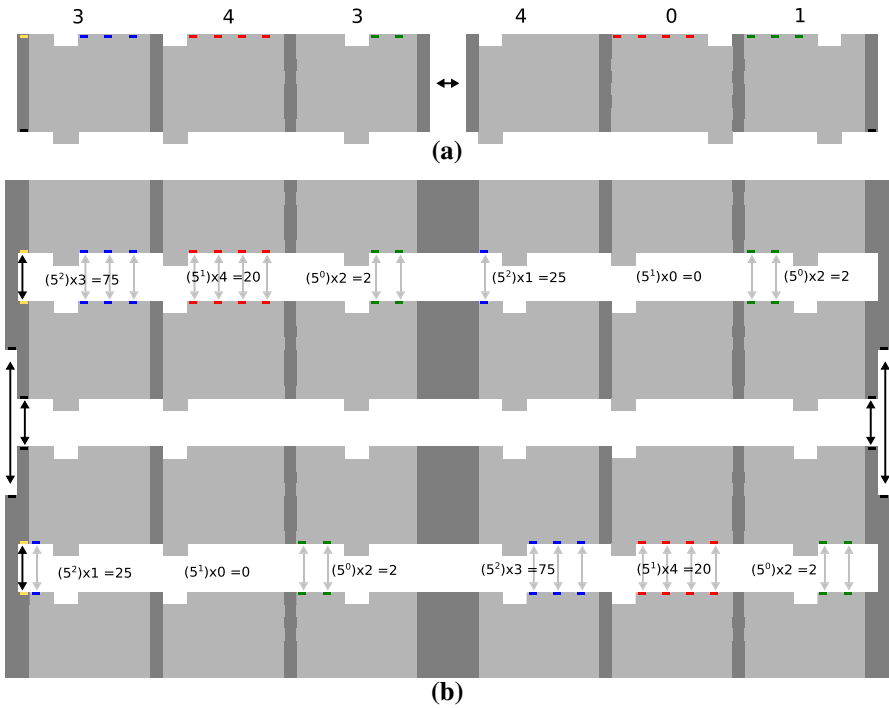 3 4 3 4 0 1
(a)
(5²)x3 =75 (5¹)x4 =20 (5⁰)x2 =2 (5²)x1 =25 (5¹)x0 =0 (5⁰)x2 =2
(5²)x1 =25 (5¹)x0 =0 (5⁰)x2 =2 (5²)x3 =75 (5¹)x4 =20 (5⁰)x2 =2
(b)